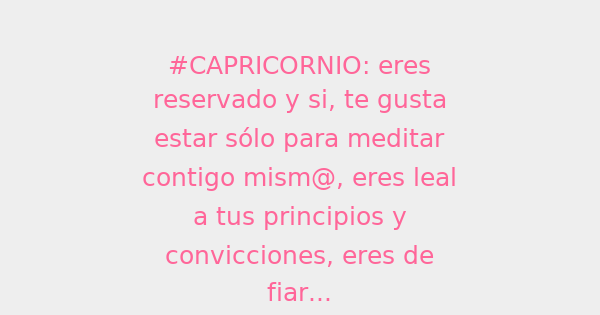 #CAPRICORNIO: eres
reservado y si, te gusta
estar sólo para meditar
contigo mism@, eres leal
a tus principios y
convicciones, eres de
fiar...